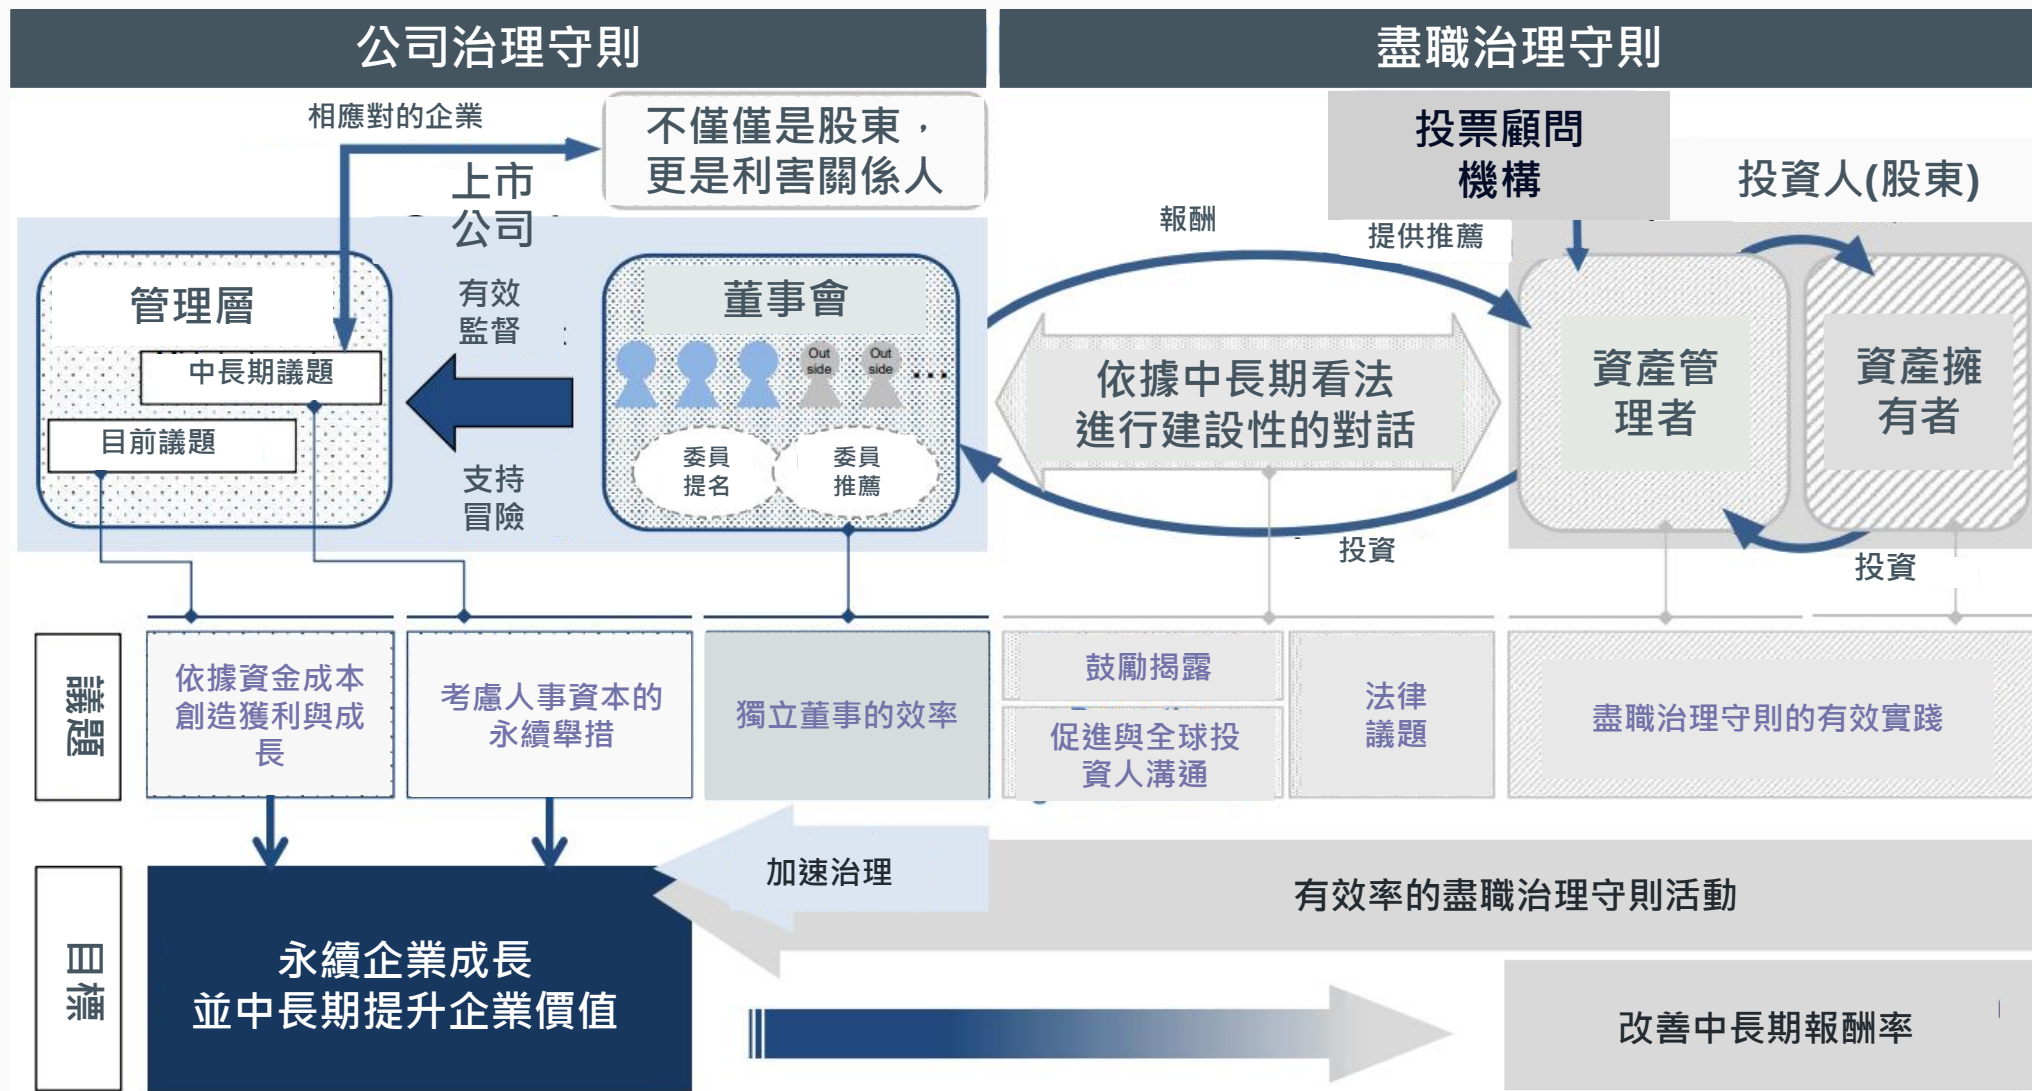 公司治理守則
盡職治理守則
相應對的企業
不僅僅是股東，
更是利害關係人
上市
公司
投票顧問
機構
投資人(股東)
報酬
提供推薦
管理層
中長期議題
目前議題
有效
監督
支持
冒險
董事會
Out
side
Out
side
...
委員
提名
委員
推薦
依據中長期看法
進行建設性的對話
投資
資產管
理者
資產擁
有者
投資
議題
依據資金成本
創造獲利與成
長
考慮人事資本的
永續舉措
獨立董事的效率
鼓勵揭露
促進與全球投
資人溝通
法律
議題
盡職治理守則的有效實踐
目標
永續企業成長
並中長期提升企業價值
加速治理
有效率的盡職治理守則活動
改善中長期報酬率